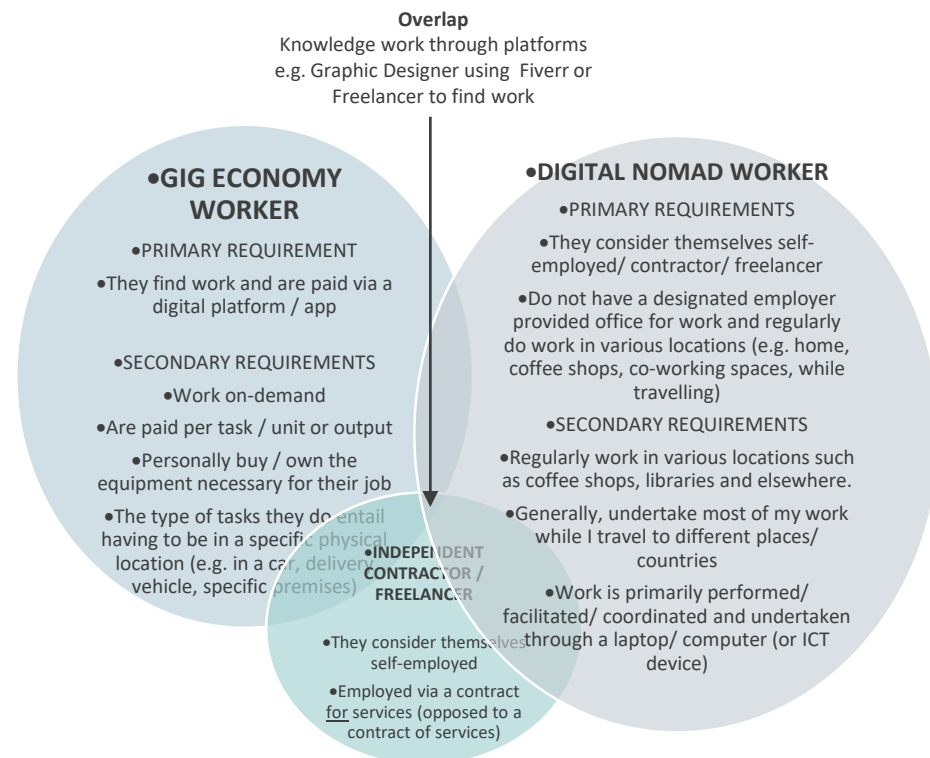 Overlap
Knowledge work through platforms
e.g. Graphic Designer using Fiverr or
Freelancer to find work
•GIG ECONOMY
WORKER
•PRIMARY REQUIREMENT
•They find work and are paid via a
digital platform / app
•SECONDARY REQUIREMENTS
•Work on-demand
•Are paid per task / unit or output
•Personally buy / own the
equipment necessary for their job
•The type of tasks they do entail
having to be in a specific physical
location (e.g. in a car, delivery
vehicle, specific premises)
•DIGITAL NOMAD WORKER
•PRIMARY REQUIREMENTS
•They consider themselves self-
employed/ contractor/ freelancer
•Do not have a designated employer
provided office for work and regularly
do work in various locations (e.g. home,
coffee shops, co-working spaces, while
travelling)
•SECONDARY REQUIREMENTS
•Regularly work in various locations such
as coffee shops, libraries and elsewhere.
•Generally, undertake most of my work
while I travel to different places/
countries
•Work is primarily performed/
facilitated/ coordinated and undertaken
through a laptop/ computer (or ICT
device)
•INDEPENDENT
CONTRACTOR /
FREELANCER
•They consider themselves
self-employed
•Employed via a contract
for services (opposed to a
contract of services)